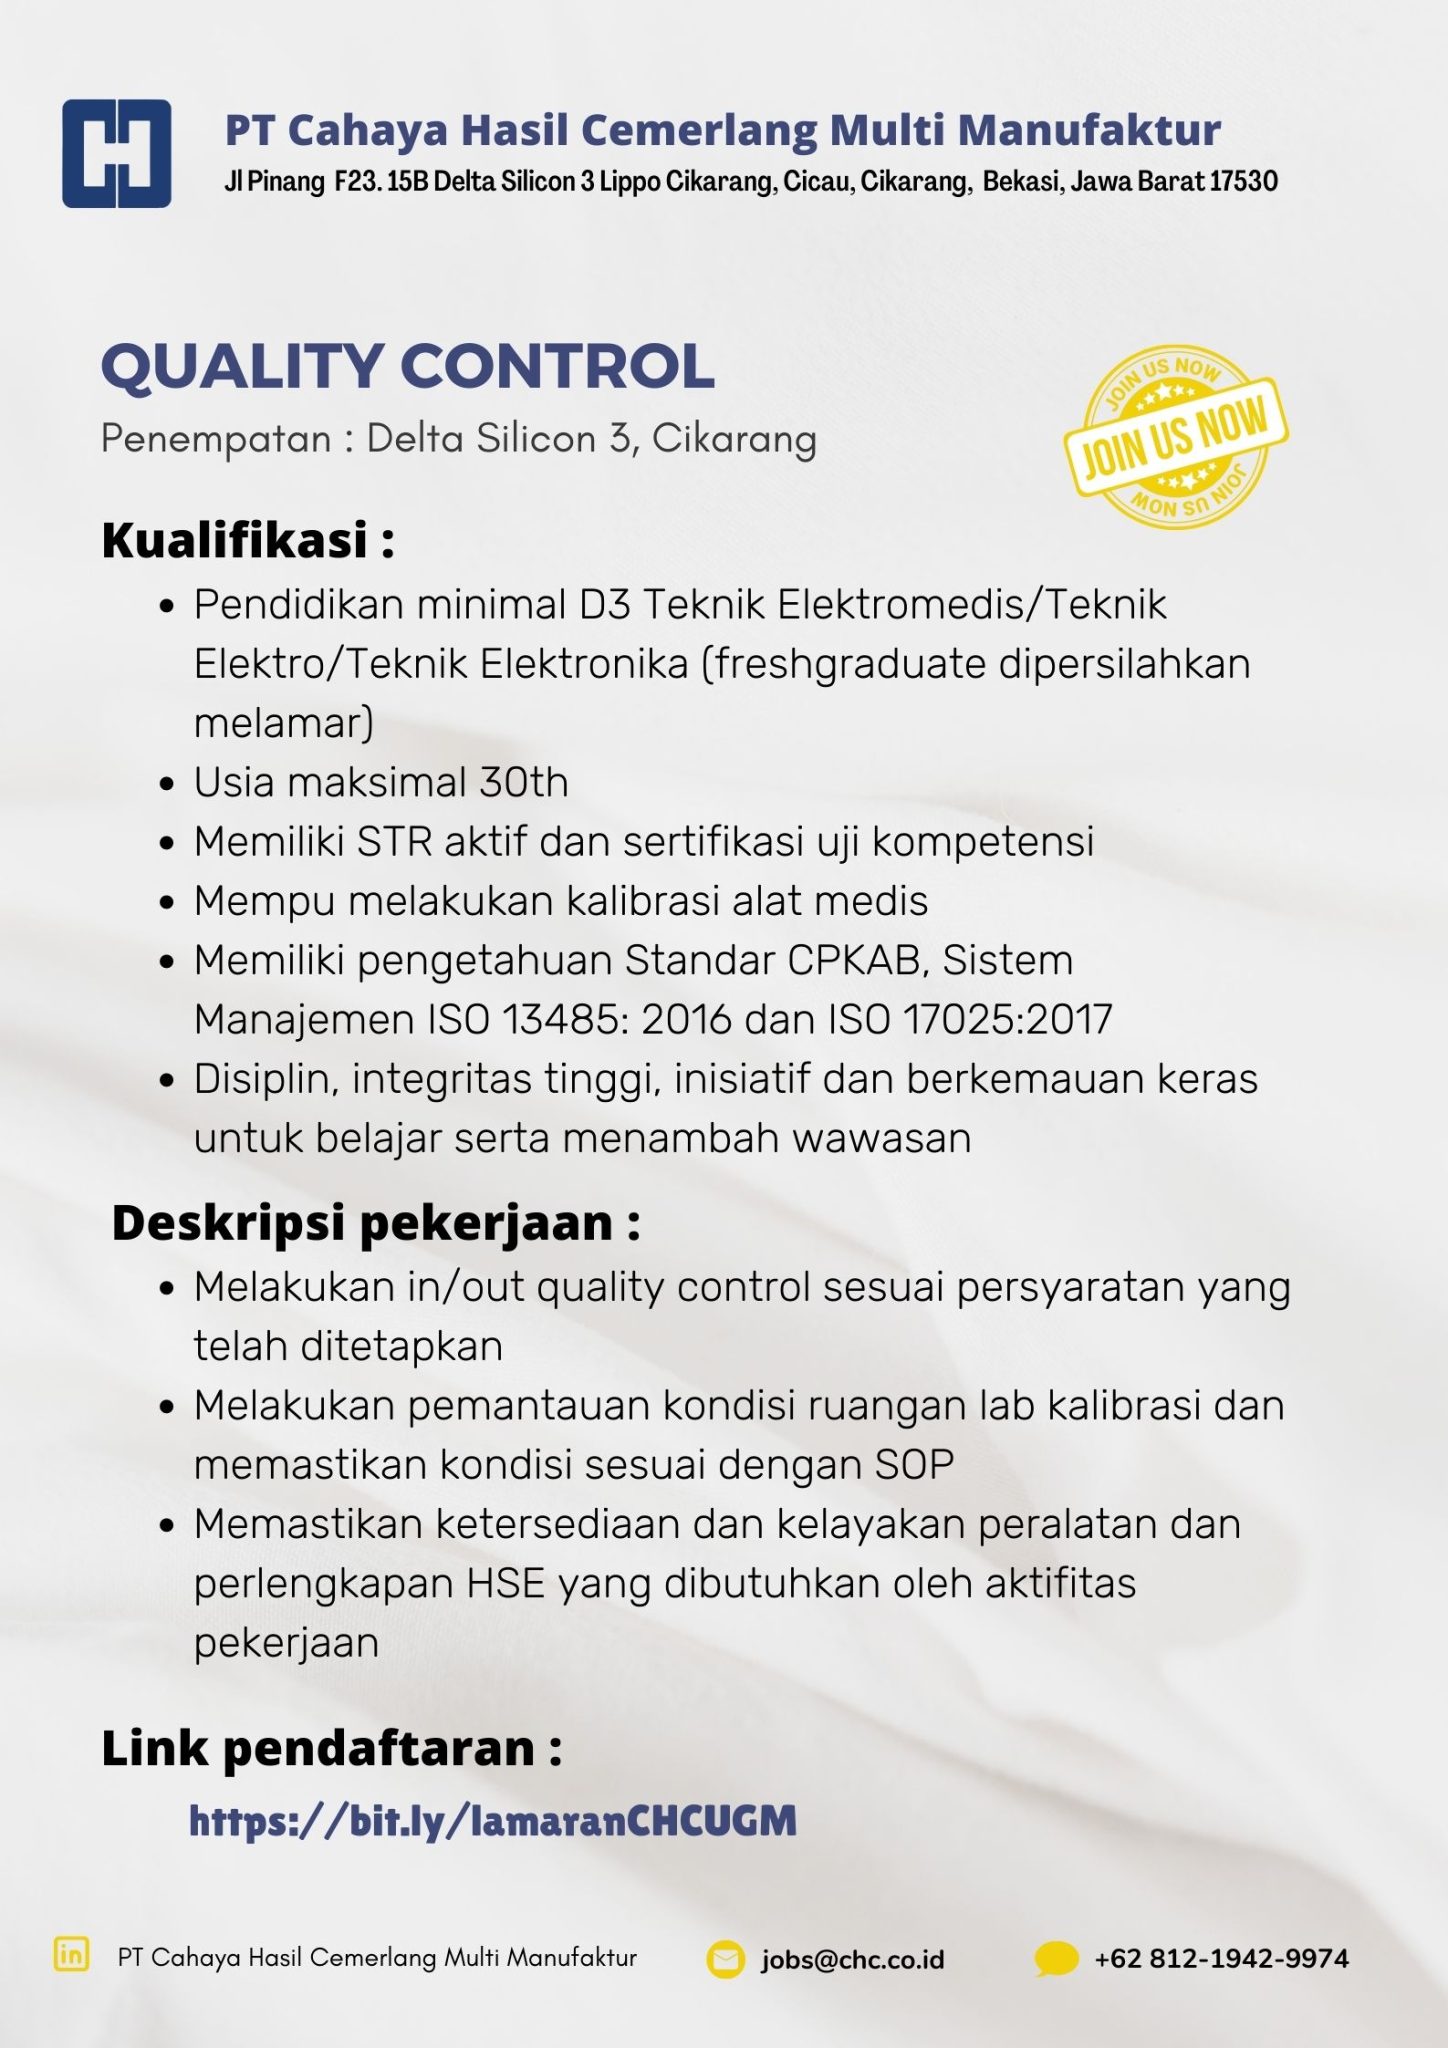 PT Cahaya Hasil Cemerlang Multi Manufaktur
Jl Pinang F23. 15B Delta Silicon 3 Lippo Cikarang, Cicau, Cikarang, Bekasi, Jawa Barat 17530
QUALITY CONTROL
Penempatan : Delta Silicon 3, Cikarang
JOIN US NOW
JOIN US NOW
JOIN US NOW
Kualifikasi :
• Pendidikan minimal D3 Teknik Elektromedis/Teknik
Elektro/Teknik Elektronika (freshgraduate dipersilahkan
melamar)
• Usia maksimal 30th
• Memiliki STR aktif dan sertifikasi uji kompetensi
• Mempu melakukan kalibrasi alat medis
• Memiliki pengetahuan Standar CPKAB, Sistem
Manajemen ISO 13485: 2016 dan ISO 17025:2017
• Disiplin, integritas tinggi, inisiatif dan berkemauan keras
untuk belajar serta menambah wawasan
Deskripsi pekerjaan :
• Melakukan in/out quality control sesuai persyaratan yang
telah ditetapkan
• Melakukan pemantauan kondisi ruangan lab kalibrasi dan
memastikan kondisi sesuai dengan SOP
• Memastikan ketersediaan dan kelayakan peralatan dan
perlengkapan HSE yang dibutuhkan oleh aktifitas
pekerjaan
Link pendaftaran :
https://bit.ly/lamaranCHCUGM
in PT Cahaya Hasil Cemerlang Multi Manufaktur
jobs@chc.co.id
+62 812-1942-9974